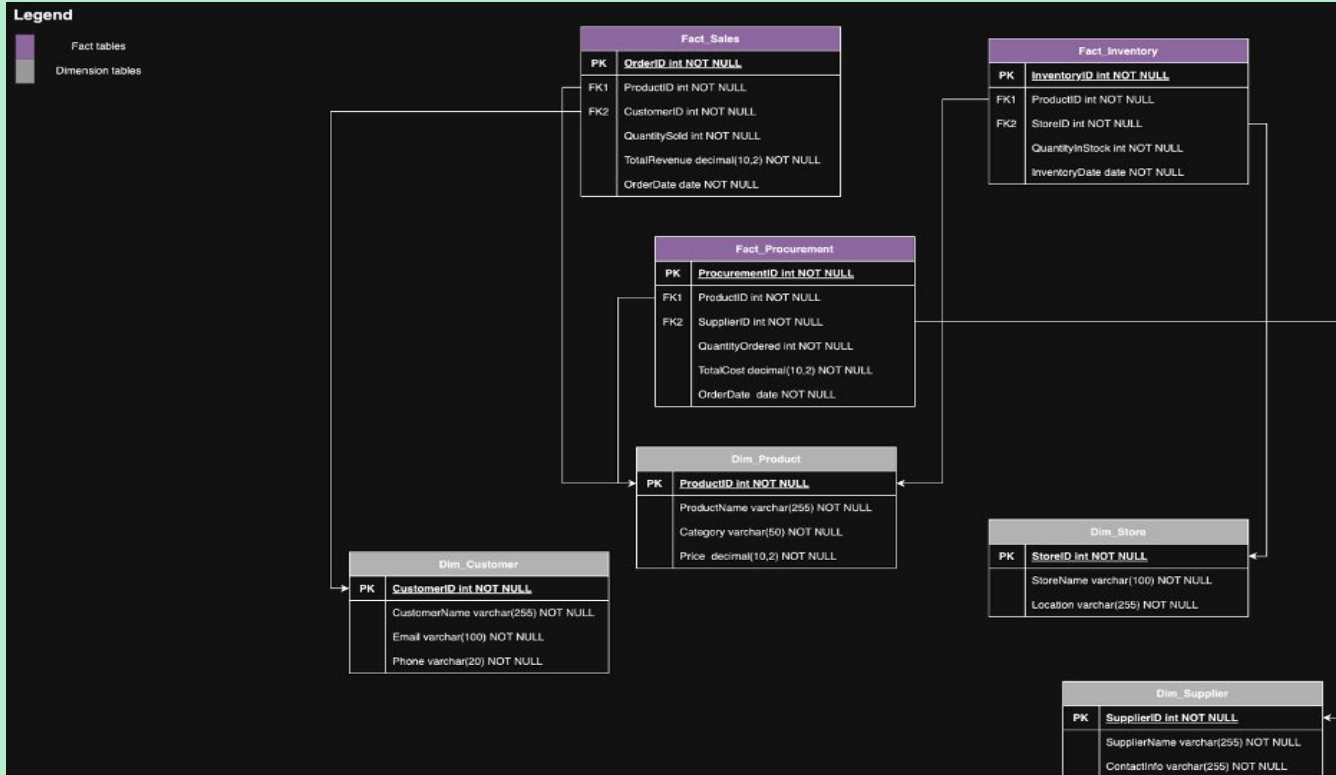 Legend
Fact tables
Dimension tables
Fact_Sales
PK OrderID int NOT NULL
FK1 ProductID int NOT NULL
FK2 CustomerID int NOT NULL
QuantitySold int NOT NULL
TotalRevenue decimal(10,2) NOT NULL
OrderDate date NOT NULL
Fact_Inventory
PK InventoryID int NOT NULL
FK1 ProductID int NOT NULL
FK2 StoreID int NOT NULL
QuantityInStock int NOT NULL
InventoryDate date NOT NULL
Fact_Procurement
PK ProcurementID int NOT NULL
FK1 ProductID int NOT NULL
FK2 SupplierID int NOT NULL
QuantityOrdered int NOT NULL
TotalCost decimal(10,2) NOT NULL
OrderDate date NOT NULL
Dim_Product
PK ProductID int NOT NULL
ProductName varchar(255) NOT NULL
Category varchar(50) NOT NULL
Price decimal(10,2) NOT NULL
Dim_Store
PK StoreID int NOT NULL
StoreName varchar(100) NOT NULL
Location varchar(255) NOT NULL
Dim_Customer
PK CustomerID int NOT NULL
CustomerName varchar(255) NOT NULL
Email varchar(100) NOT NULL
Phone varchar(20) NOT NULL
Dim_Supplier
PK SupplierID int NOT NULL
SupplierName varchar(255) NOT NULL
ContactInfo varchar(255) NOT NULL